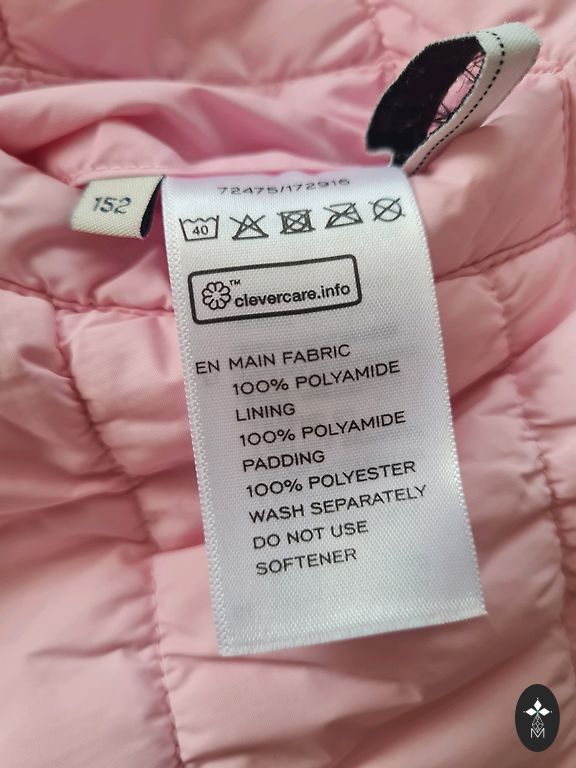 72475/172916
152
40
clevercare.info™
EN MAIN FABRIC
100% POLYAMIDE
LINING
100% POLYAMIDE
PADDING
100% POLYESTER
WASH SEPARATELY
DO NOT USE
SOFTENER
M